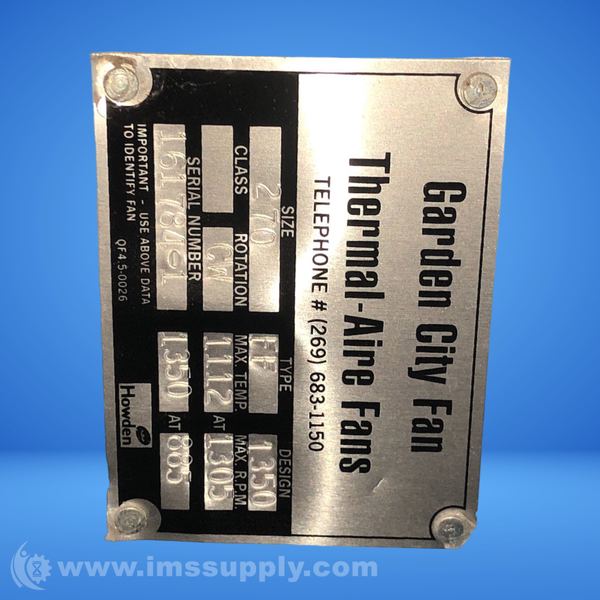 Garden City Fan
Thermal-Aire Fans
TELEPHONE # (269) 683-1150
SIZE TYPE DESIGN
270 FF 1350
CLASS ROTATION MAX. TEMP. MAX. R.P.M.
CW 1112 AT 1305
SERIAL NUMBER
161784-1 1350 AT 885
IMPORTANT - USE ABOVE DATA
TO IDENTIFY FAN
QF4.5-0026
Howden
www.imssupply.com